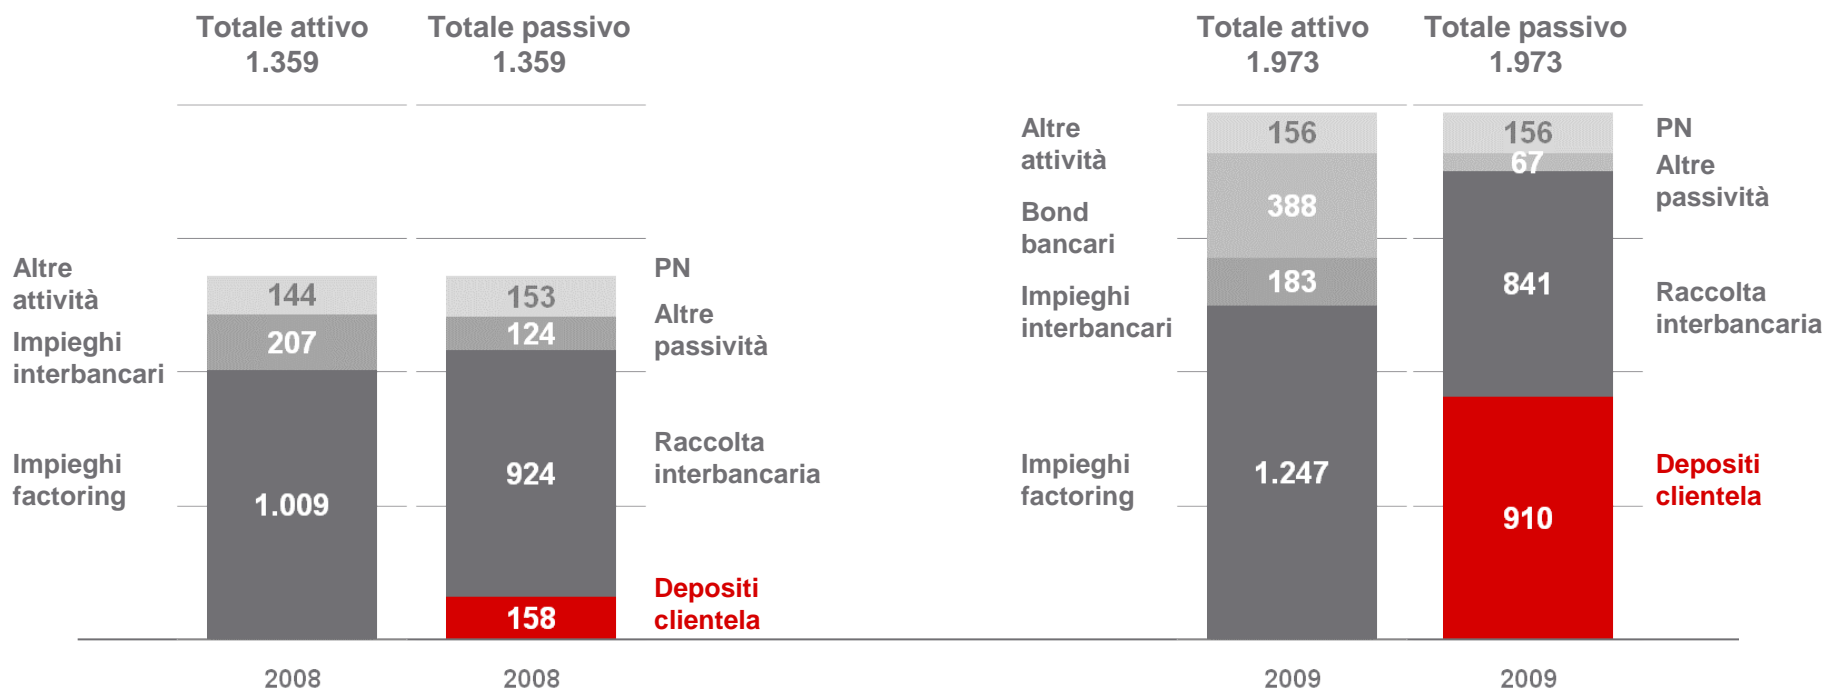 Totale attivo
1.359
Totale passivo
1.359
Altre
attività
Impieghi
interbancari
Impieghi
factoring
144
207
1.009
153
124
924
158
PN
Altre
passività
Raccolta
interbancaria
Depositi
clientela
2008
2008
Totale attivo
1.973
Totale passivo
1.973
Altre
attività
Bond
bancari
Impieghi
interbancari
Impieghi
factoring
156
388
183
1.247
156
67
841
910
PN
Altre
passività
Raccolta
interbancaria
Depositi
clientela
2009
2009